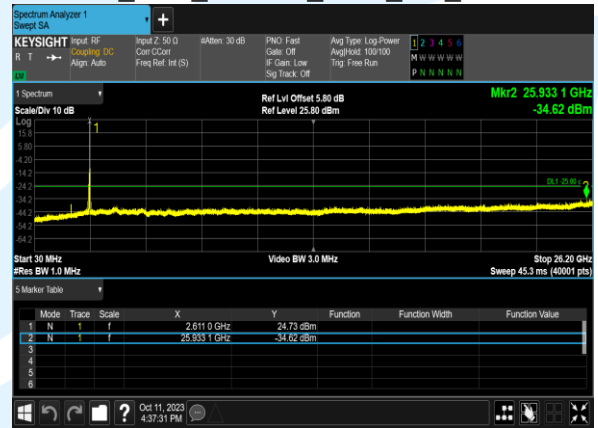 Spectrum Analyzer 1
Swept SA
KEYSIGHT
R T
LV
Input: RF
Coupling: DC
Align: Auto
Input Z: 50 Ω
Corr CCorr
Freq Ref: Int (S)
#Atten: 30 dB
PNO: Fast
Gate: Off
IF Gain: Low
Sig Track: Off
Avg Type: Log-Power
Avg|Hold: 100/100
Trig: Free Run
1 2 3 4 5 6
M W W W W W
P N N N N N
1 Spectrum
Scale/Div 10 dB
Ref Lvl Offset 5.80 dB
Ref Level 25.80 dBm
Mkr2 25.933 1 GHz
-34.62 dBm
Log
15.8
5.80
-4.20
-14.2
-24.2
-34.2
-44.2
-54.2
-64.2
1
2
Start 30 MHz
#Res BW 1.0 MHz
Video BW 3.0 MHz
Stop 26.20 GHz
Sweep 45.3 ms (40001 pts)
5 Marker Table
Mode Trace Scale X Y Function Function Width Function Value
1 N 1 f 2.611 0 GHz 24.73 dBm
2 N 1 f 25.933 1 GHz -34.62 dBm
3
4
5
6
Oct 11, 2023
4:37:31 PM